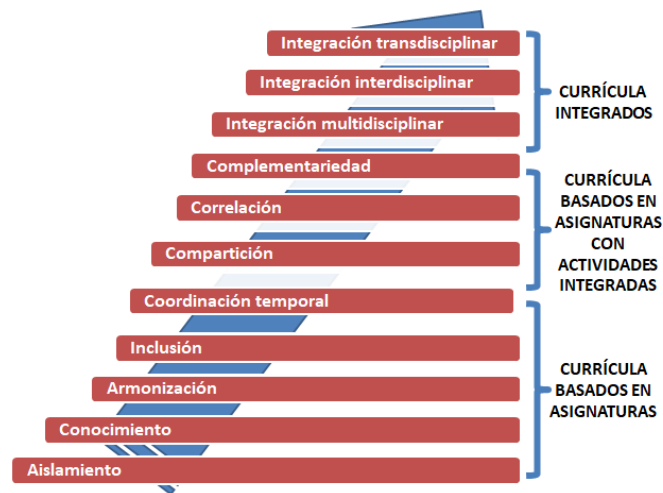 Integración transdisciplinar
Integración interdisciplinar
Integración multidisciplinar
CURRÍCULA
INTEGRADOS
Complementariedad
Correlación
Compartición
CURRÍCULA
BASADOS EN
ASIGNATURAS
CON
ACTIVIDADES
INTEGRADAS
Coordinación temporal
Inclusión
Armonización
Conocimiento
Aislamiento
CURRÍCULA
BASADOS EN
ASIGNATURAS